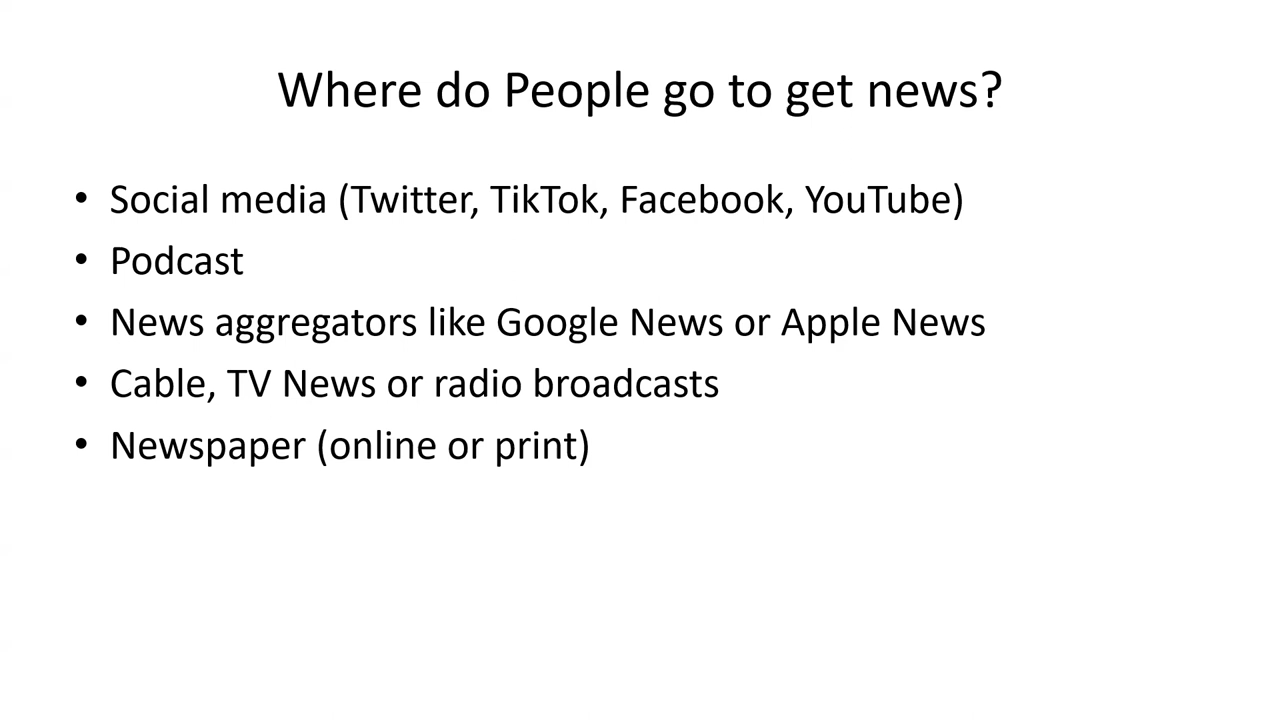 Where do People go to get news?
• Social media (Twitter, TikTok, Facebook, YouTube)
• Podcast
• News aggregators like Google News or Apple News
• Cable, TV News or radio broadcasts
• Newspaper (online or print)